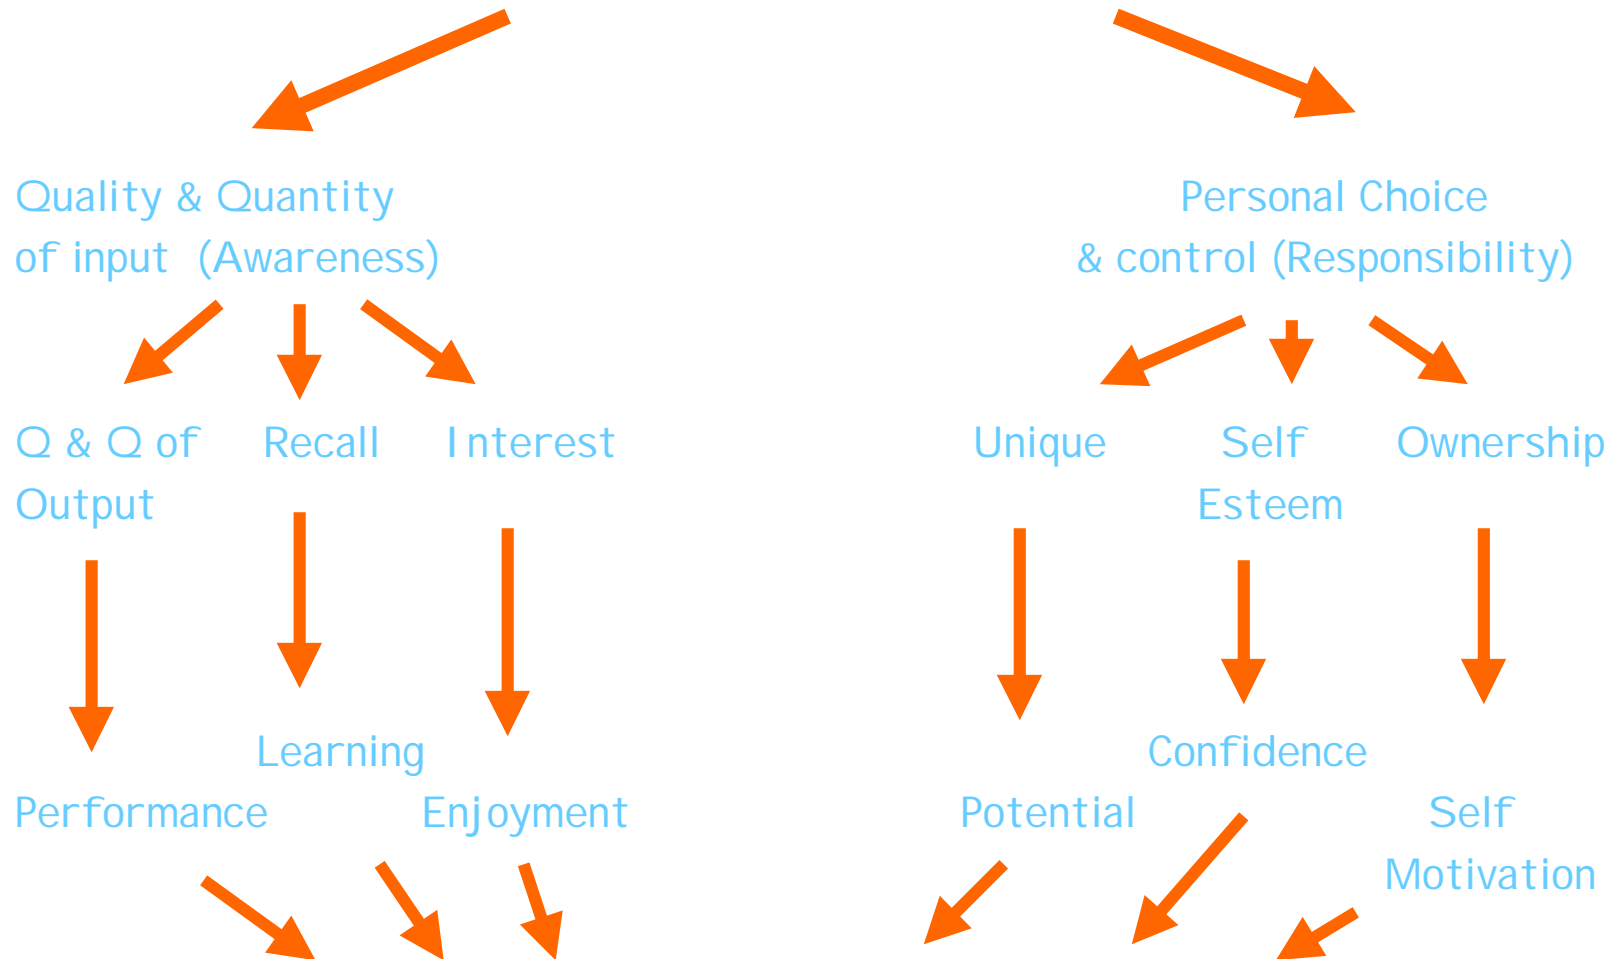 Quality & Quantity
of input (Awareness)
Personal Choice
& control (Responsibility)
Q & Q of
Output
Recall
Interest
Unique
Self
Esteem
Ownership
Learning
Performance
Enjoyment
Confidence
Potential
Self
Motivation